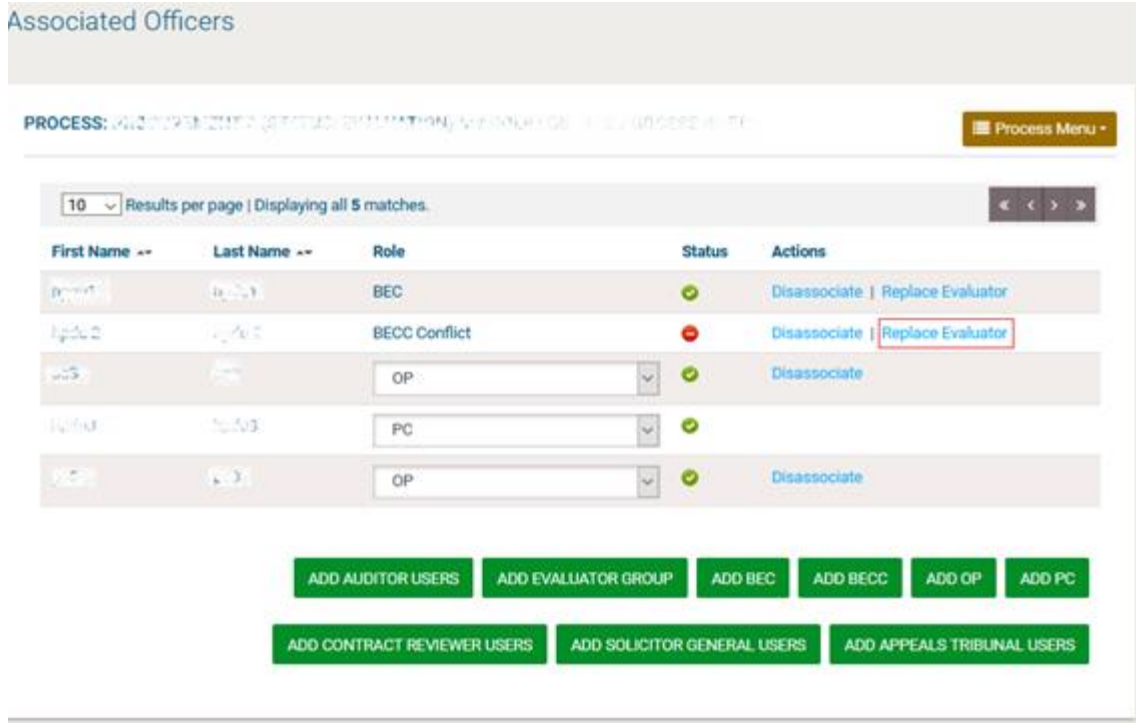 Associated Officers
PROCESS:
Process Menu
10 Results per page | Displaying all 5 matches.
« ‹ › »
First Name Last Name Role Status Actions
BEC Disassociate | Replace Evaluator
BECC Conflict Disassociate | Replace Evaluator
OP Disassociate
PC
OP Disassociate
ADD AUDITOR USERS ADD EVALUATOR GROUP ADD BEC ADD BECC ADD OP ADD PC
ADD CONTRACT REVIEWER USERS ADD SOLICITOR GENERAL USERS ADD APPEALS TRIBUNAL USERS